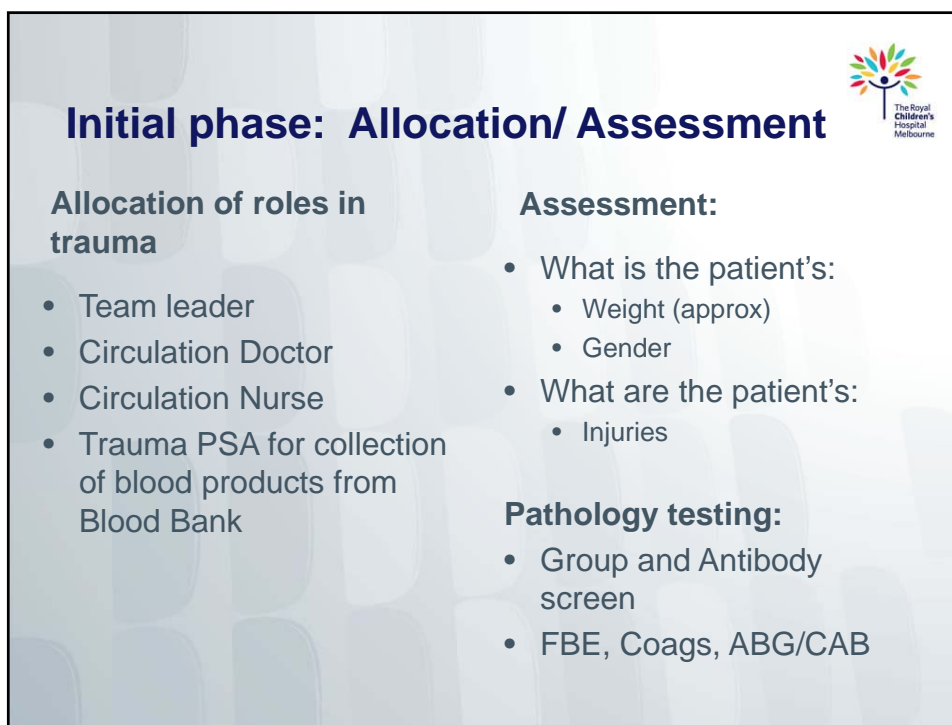 The Royal
Children's
Hospital
Melbourne
Initial phase: Allocation/ Assessment
Allocation of roles in
trauma
• Team leader
• Circulation Doctor
• Circulation Nurse
• Trauma PSA for collection
of blood products from
Blood Bank
Assessment:
• What is the patient's:
• Weight (approx)
• Gender
• What are the patient's:
• Injuries
Pathology testing:
• Group and Antibody
screen
• FBE, Coags, ABG/CAB